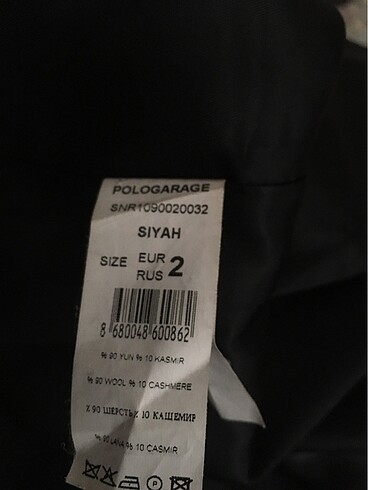 POLOGARAGE
SNR1090020032
SIYAH
SIZE EUR RUS 2
8 680048 600862
% 90 YUN % 10 KASMIR
% 90 WOOL % 10 CASHMERE
% 90 ШЕРСТЬ % 10 КАШЕМИР
% 90 LANA % 10 CASMIR
P